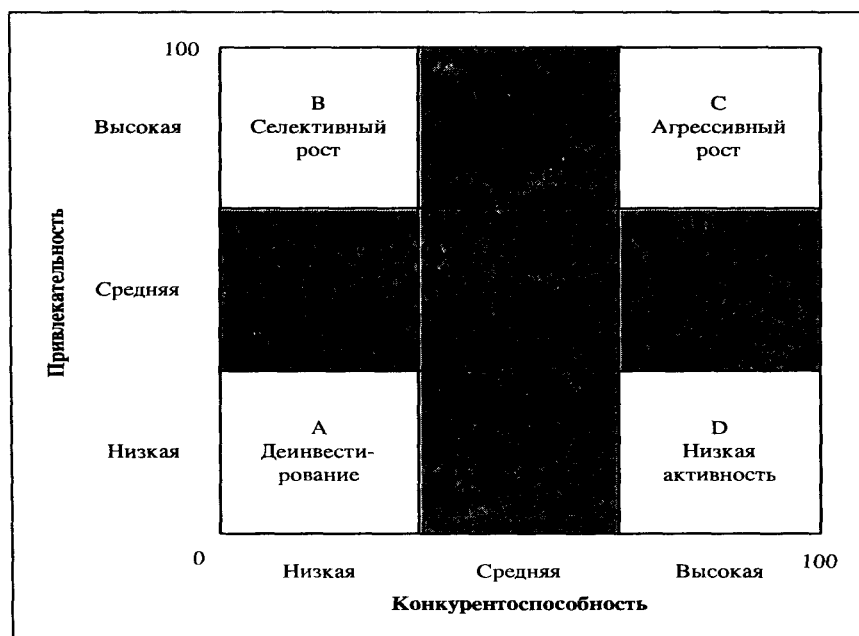 100
B
Селективный
рост
C
Агрессивный
рост
Высокая
Привлекательность
Средняя
Низкая
A
Деинвести-
рование
D
Низкая
активность
0
100
Низкая
Средняя
Высокая
Конкурентоспособность